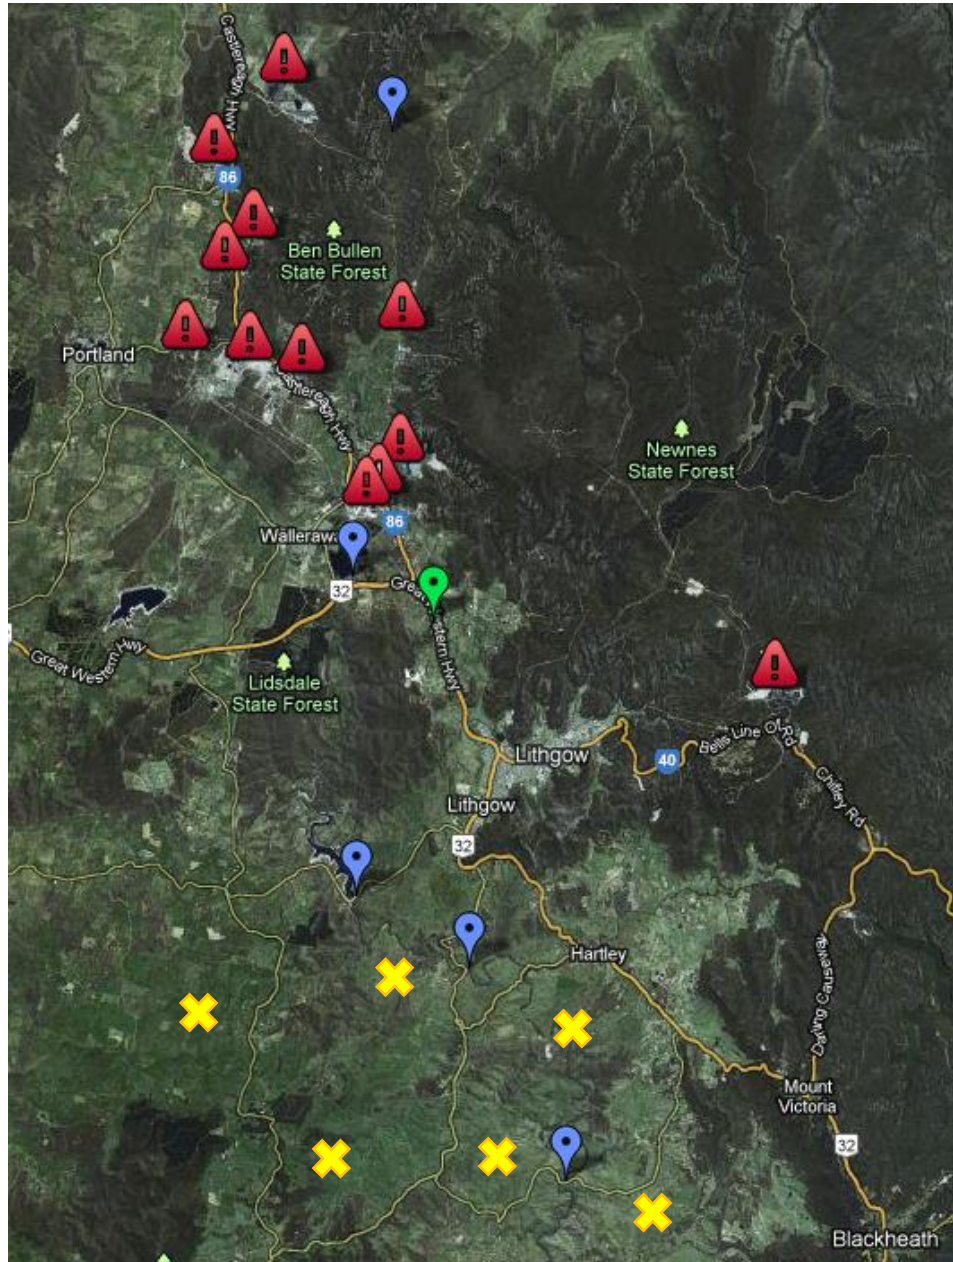 Castlereagh Hwy
86
Ben Bullen
State Forest
Portland
Castlereagh Hwy
Newnes
State Forest
86
Wallerawa
32
Great Western Hwy
Great Western Hwy
Lidsdale
State Forest
Lithgow
Bells Line Of Rd
40
Chifley Rd
Lithgow
32
Hartley
Darling Causeway
Mount
Victoria
32
Blackheath